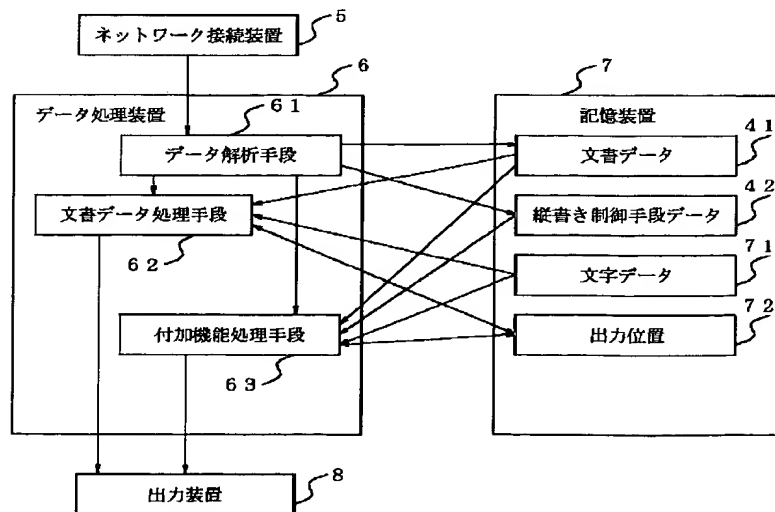 ネットワーク接続装置
5
6
7
データ処理装置
61
記憶装置
データ解析手段
文書データ
41
文書データ処理手段
62
縦書き制御手段データ
42
文字データ
71
付加機能処理手段
63
出力位置
72
出力装置
8